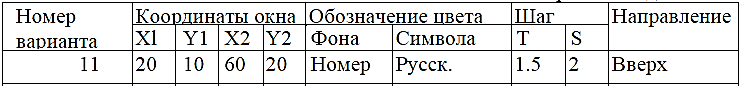 Номер варианта Координаты окна Обозначение цвета Шаг Направление
Xl Y1 X2 Y2 Фона Символа T S
11 20 10 60 20 Номер Русск. 1.5 2 Вверх